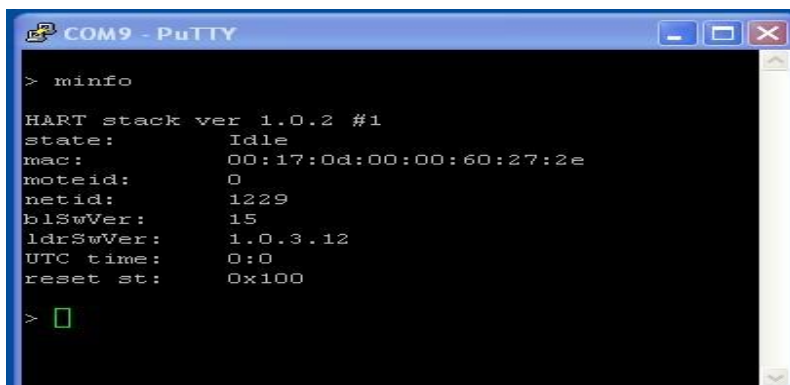 COM9 - PuTTY
> minfo
HART stack ver 1.0.2 #1
state: Idle
mac: 00:17:0d:00:00:60:27:2e
moteid: 0
netid: 1229
blSwVer: 15
ldrSwVer: 1.0.3.12
UTC time: 0:0
reset st: 0x100
>